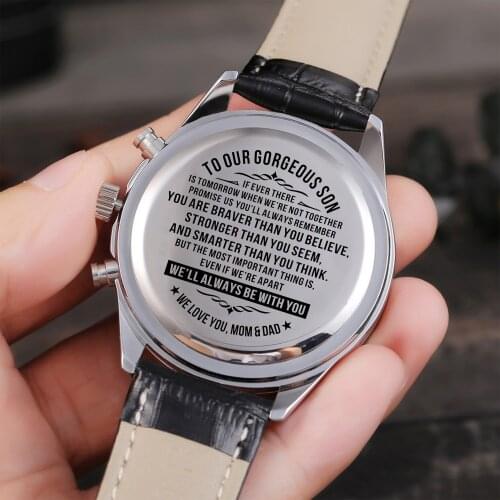 TO OUR GORGEOUS SON
IF EVER THERE
IS TOMORROW WHEN WE'RE NOT TOGETHER
PROMISE US YOU'LL ALWAYS REMEMBER
YOU ARE BRAVER THAN YOU BELIEVE,
STRONGER THAN YOU SEEM,
AND SMARTER THAN YOU THINK.
BUT THE MOST IMPORTANT THING IS,
EVEN IF WE'RE APART
WE'LL ALWAYS BE WITH YOU
★ WE LOVE YOU, MOM & DAD ★